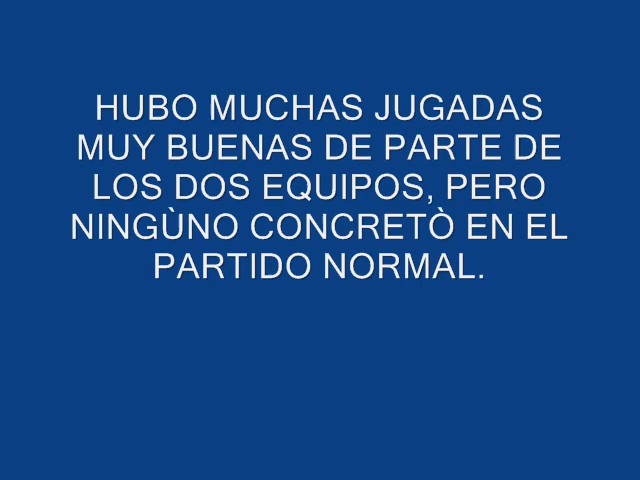 HUBO MUCHAS JUGADAS
MUY BUENAS DE PARTE DE
LOS DOS EQUIPOS, PERO
NINGÙNO CONCRETÒ EN EL
PARTIDO NORMAL.